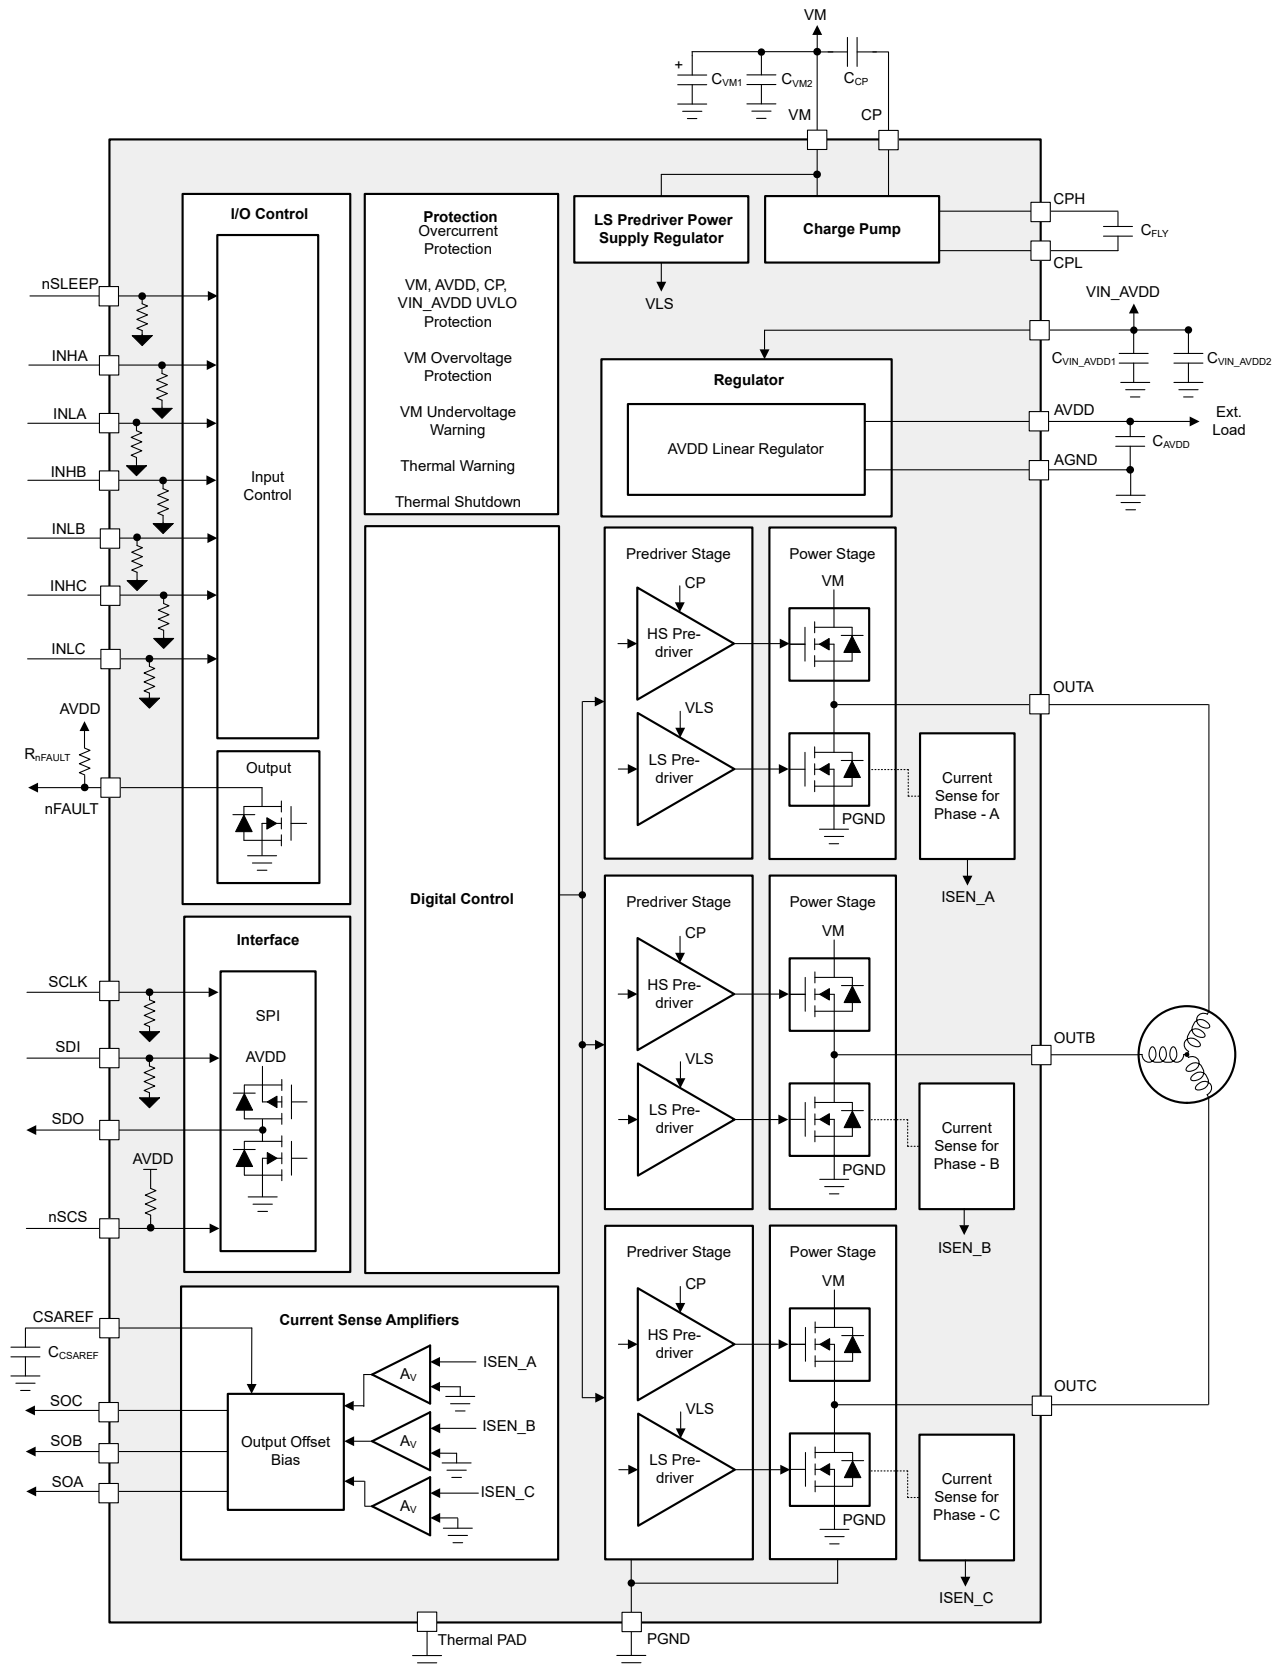 VM
+
CVM1
CVM2
CCP
VM
CP
I/O Control
Input
Control
Output
Protection
Overcurrent
Protection
VM, AVDD, CP,
VIN_AVDD UVLO
Protection
VM Overvoltage
Protection
VM Undervoltage
Warning
Thermal Warning
Thermal Shutdown
LS Predriver Power
Supply Regulator
VLS
Charge Pump
CPH
CFLY
CPL
VIN_AVDD
CVIN_AVDD1
CVIN_AVDD2
Regulator
AVDD Linear Regulator
AVDD
Ext.
Load
CAVDD
AGND
nSLEEP
INHA
INLA
INHB
INLB
INHC
INLC
AVDD
RnFAULT
nFAULT
Digital Control
Predriver Stage
CP
HS Pre-
driver
VLS
LS Pre-
driver
Power Stage
VM
PGND
OUTA
Current
Sense for
Phase - A
ISEN_A
Predriver Stage
CP
HS Pre-
driver
VLS
LS Pre-
driver
Power Stage
VM
PGND
OUTB
Current
Sense for
Phase - B
ISEN_B
Predriver Stage
CP
HS Pre-
driver
VLS
LS Pre-
driver
Power Stage
VM
PGND
OUTC
Current
Sense for
Phase - C
ISEN_C
Interface
SPI
AVDD
SCLK
SDI
SDO
AVDD
nSCS
CSAREF
CCSAREF
SOC
SOB
SOA
Current Sense Amplifiers
Output Offset
Bias
AV
ISEN_A
AV
ISEN_B
AV
ISEN_C
Thermal PAD
PGND